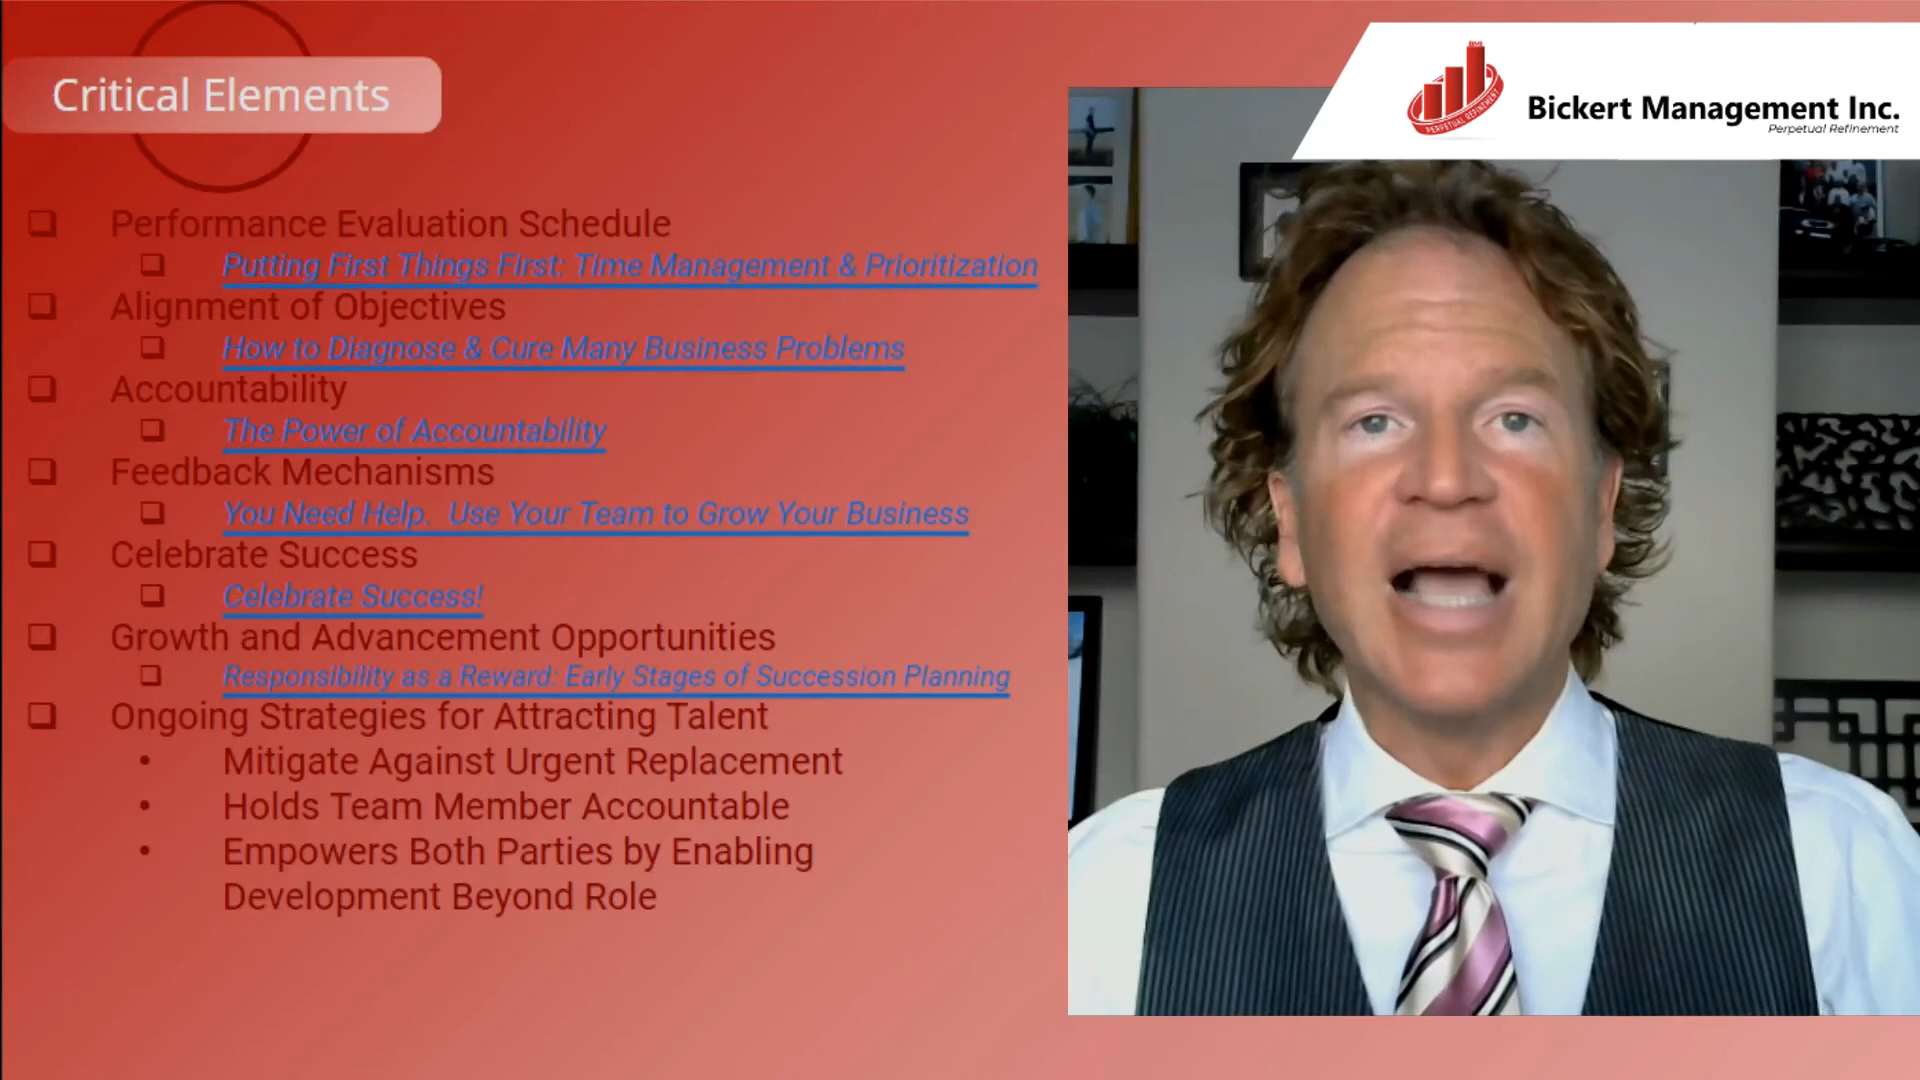 Critical Elements
Performance Evaluation Schedule
Putting First Things First: Time Management & Prioritization
Alignment of Objectives
How to Diagnose & Cure Many Business Problems
Accountability
The Power of Accountability
Feedback Mechanisms
You Need Help.  Use Your Team to Grow Your Business
Celebrate Success
Celebrate Success!
Growth and Advancement Opportunities
Responsibility as a Reward: Early Stages of Succession Planning
Ongoing Strategies for Attracting Talent
Mitigate Against Urgent Replacement
Holds Team Member Accountable
Empowers Both Parties by Enabling
Development Beyond Role
BMI
PERPETUAL REFINEMENT
Bickert Management Inc.
Perpetual Refinement